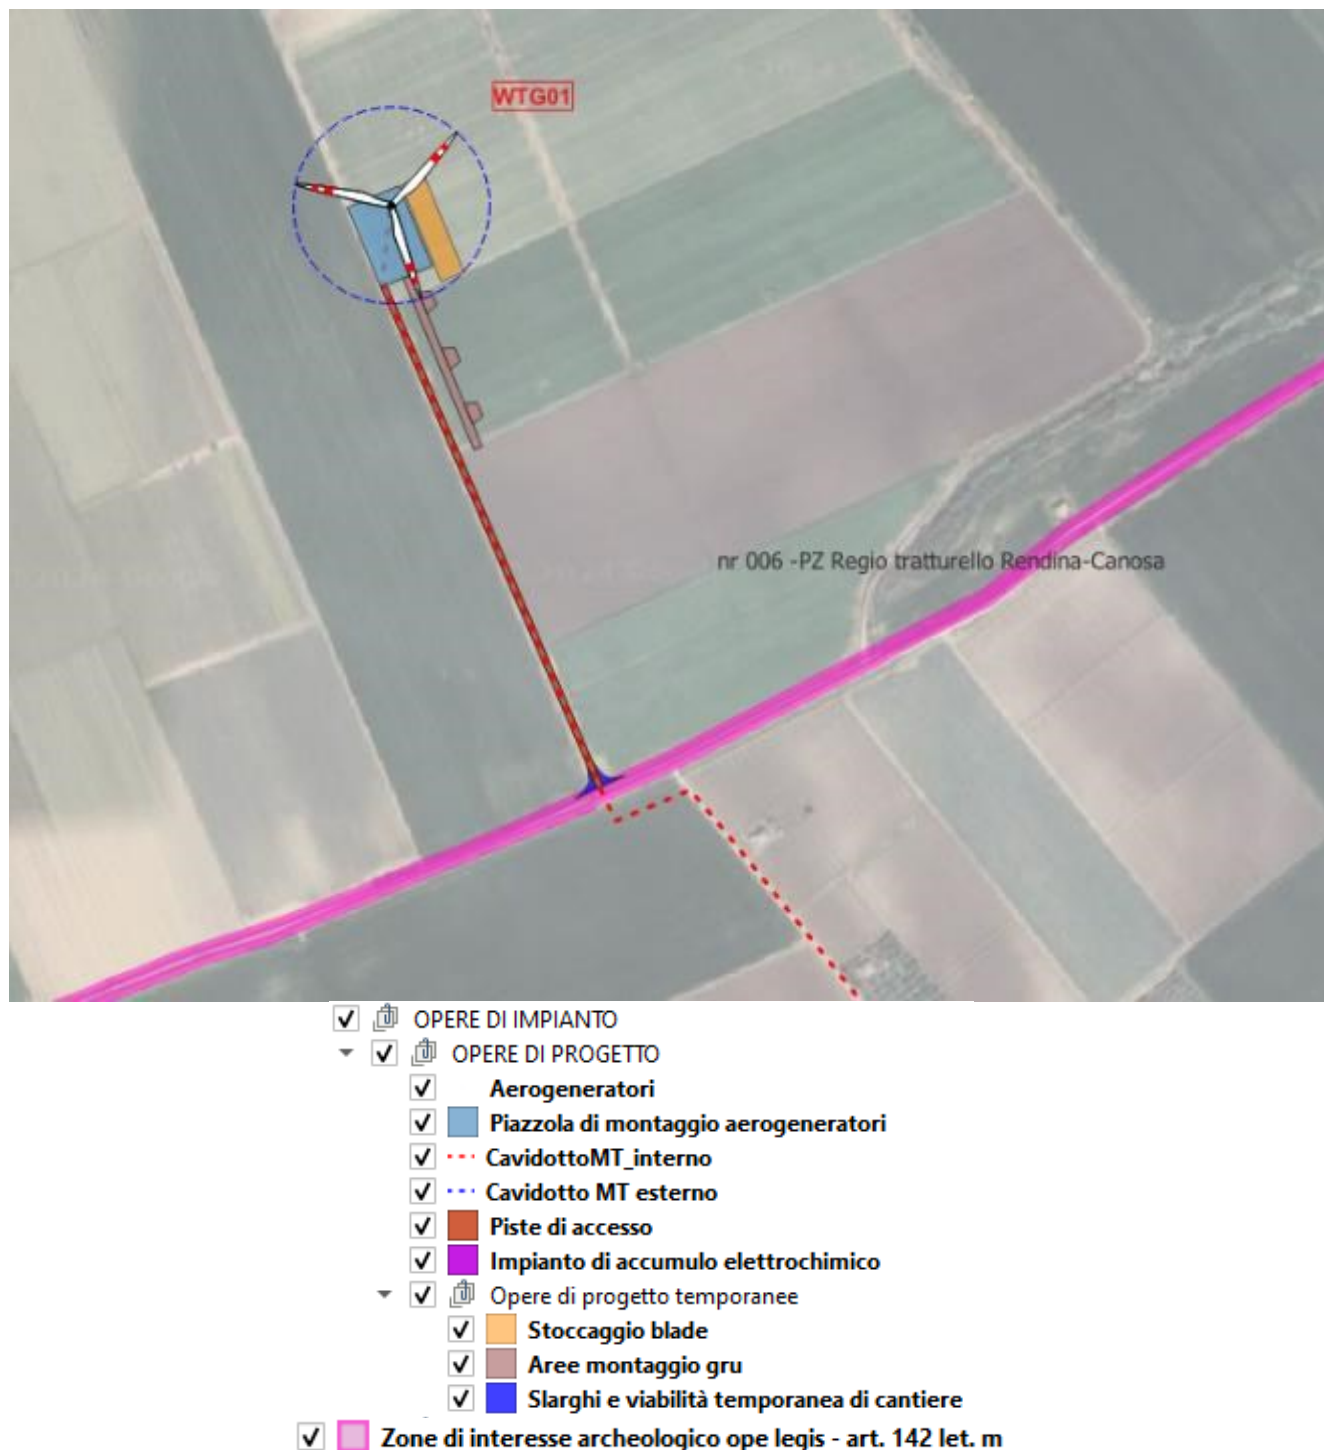 WTG01
nr 006 -PZ Regio tratturello Rendina-Canosa
OPERE DI IMPIANTO
OPERE DI PROGETTO
Aerogeneratori
Piazzola di montaggio aerogeneratori
CavidottoMT_interno
Cavidotto MT esterno
Piste di accesso
Impianto di accumulo elettrochimico
Opere di progetto temporanee
Stoccaggio blade
Aree montaggio gru
Slarghi e viabilità temporanea di cantiere
Zone di interesse archeologico ope legis - art. 142 let. m